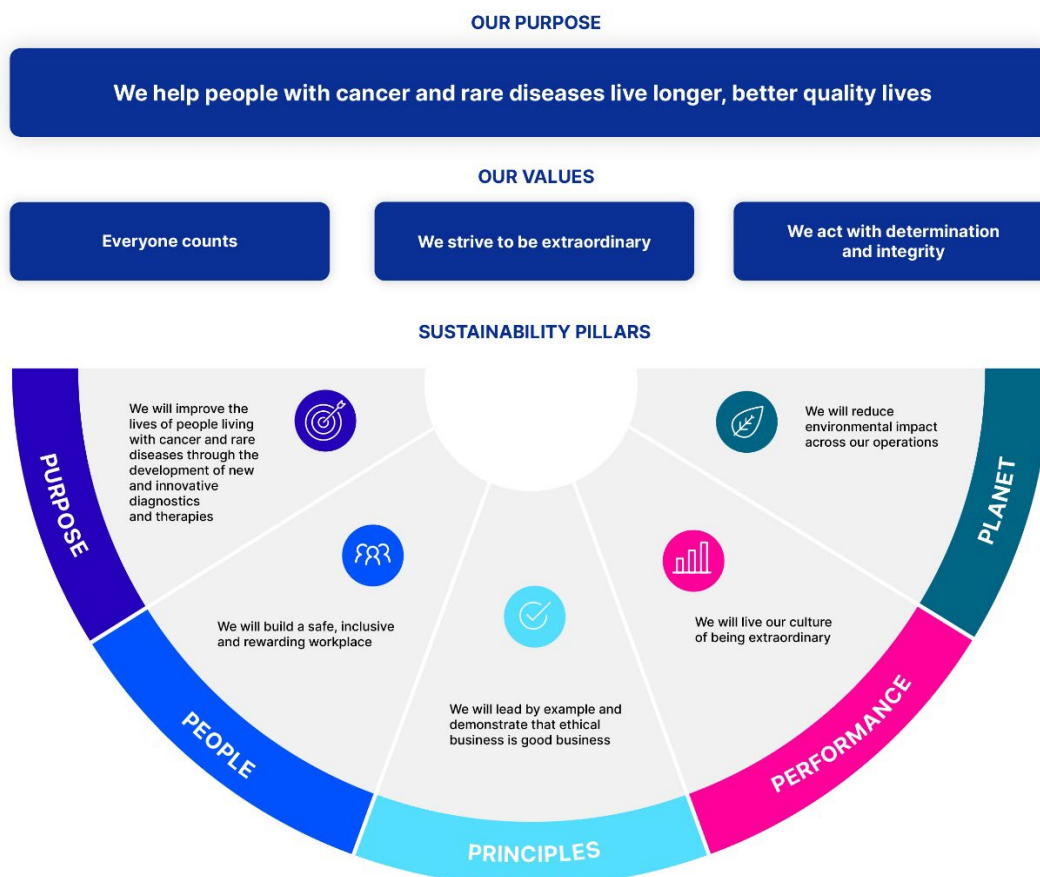 OUR PURPOSE
We help people with cancer and rare diseases live longer, better quality lives
OUR VALUES
Everyone counts
We strive to be extraordinary
We act with determination
and integrity
SUSTAINABILITY PILLARS
PURPOSE
We will improve the
lives of people living
with cancer and rare
diseases through the
development of new
and innovative
diagnostics
and therapies
PEOPLE
We will build a safe, inclusive
and rewarding workplace
PRINCIPLES
We will lead by example and
demonstrate that ethical
business is good business
PERFORMANCE
We will live our culture
of being extraordinary
PLANET
We will reduce
environmental impact
across our operations